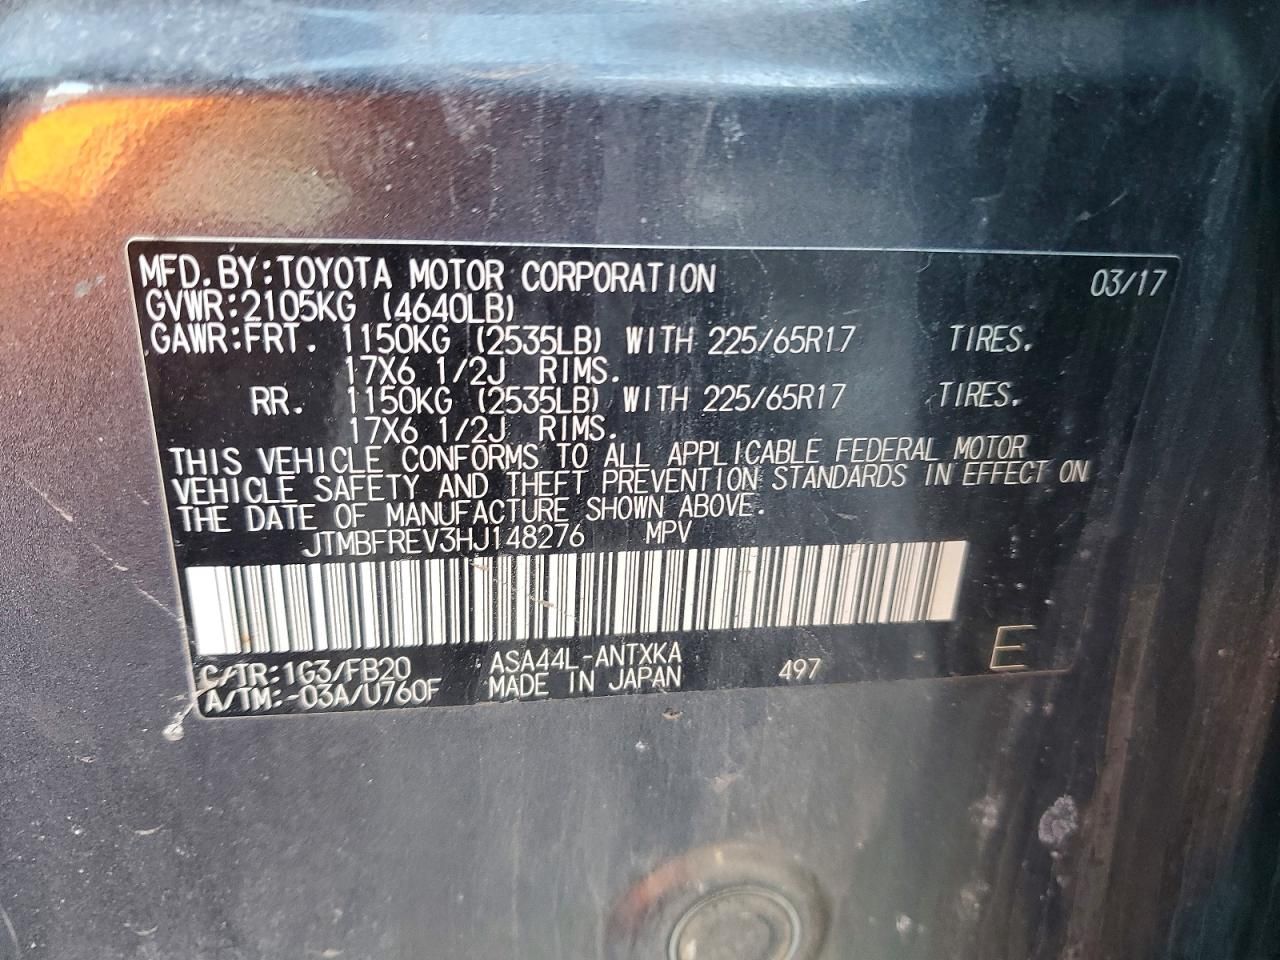 MFD. BY: TOYOTA MOTOR CORPORATION 03/17
GVWR: 2105KG (4640LB)
GAWR: FRT. 1150KG (2535LB) WITH 225/65R17 TIRES.
17X6 1/2J RIMS.
RR. 1150KG (2535LB) WITH 225/65R17 TIRES.
17X6 1/2J RIMS.
THIS VEHICLE CONFORMS TO ALL APPLICABLE FEDERAL MOTOR
VEHICLE SAFETY AND THEFT PREVENTION STANDARDS IN EFFECT ON
THE DATE OF MANUFACTURE SHOWN ABOVE.
JTMBFREV3HJ148276 MPV
C/TR: 1G3/FB20 ASA44L-ANTXKA 497 E
A/TM: -03A/U760F MADE IN JAPAN